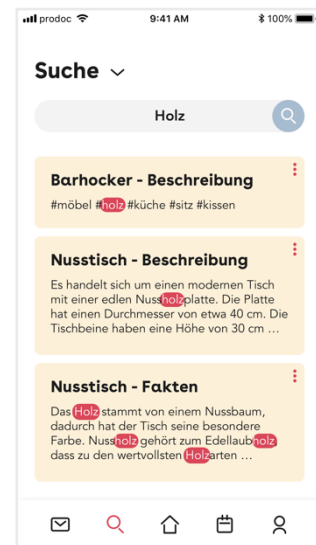 prodoc 9:41 AM 100%
Suche
Holz
Barhocker - Beschreibung
#möbel #holz #küche #sitz #kissen
Nusstisch - Beschreibung
Es handelt sich um einen modernen Tisch
mit einer edlen Nussholzplatte. Die Platte
hat einen Durchmesser von etwa 40 cm. Die
Tischbeine haben eine Höhe von 30 cm ...
Nusstisch - Fakten
Das Holz stammt von einem Nussbaum,
dadurch hat der Tisch seine besondere
Farbe. Nussholz gehört zum Edellaubholz
dass zu den wertvollsten Holzarten ...